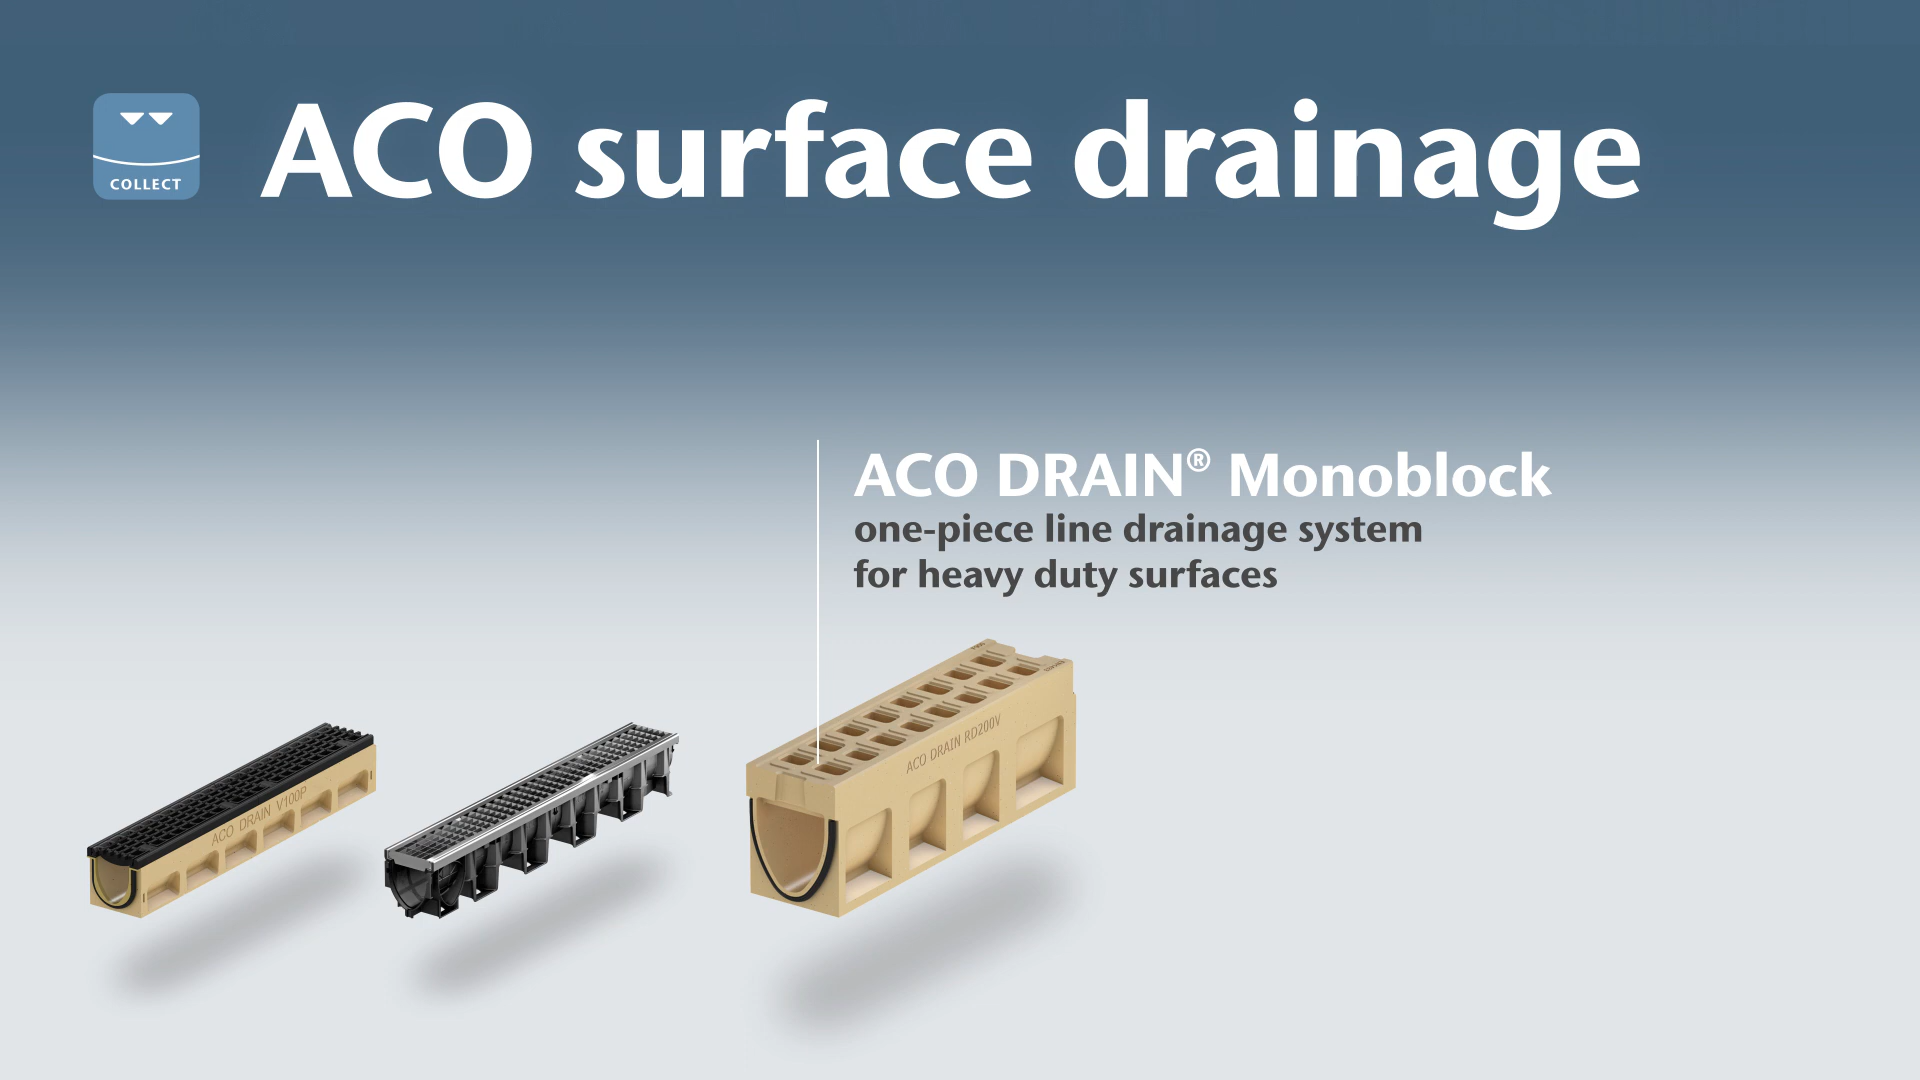 COLLECT
ACO surface drainage
ACO DRAIN® Monoblock
one-piece line drainage system
for heavy duty surfaces
ACO DRAIN RD200V
ACO DRAIN V100P